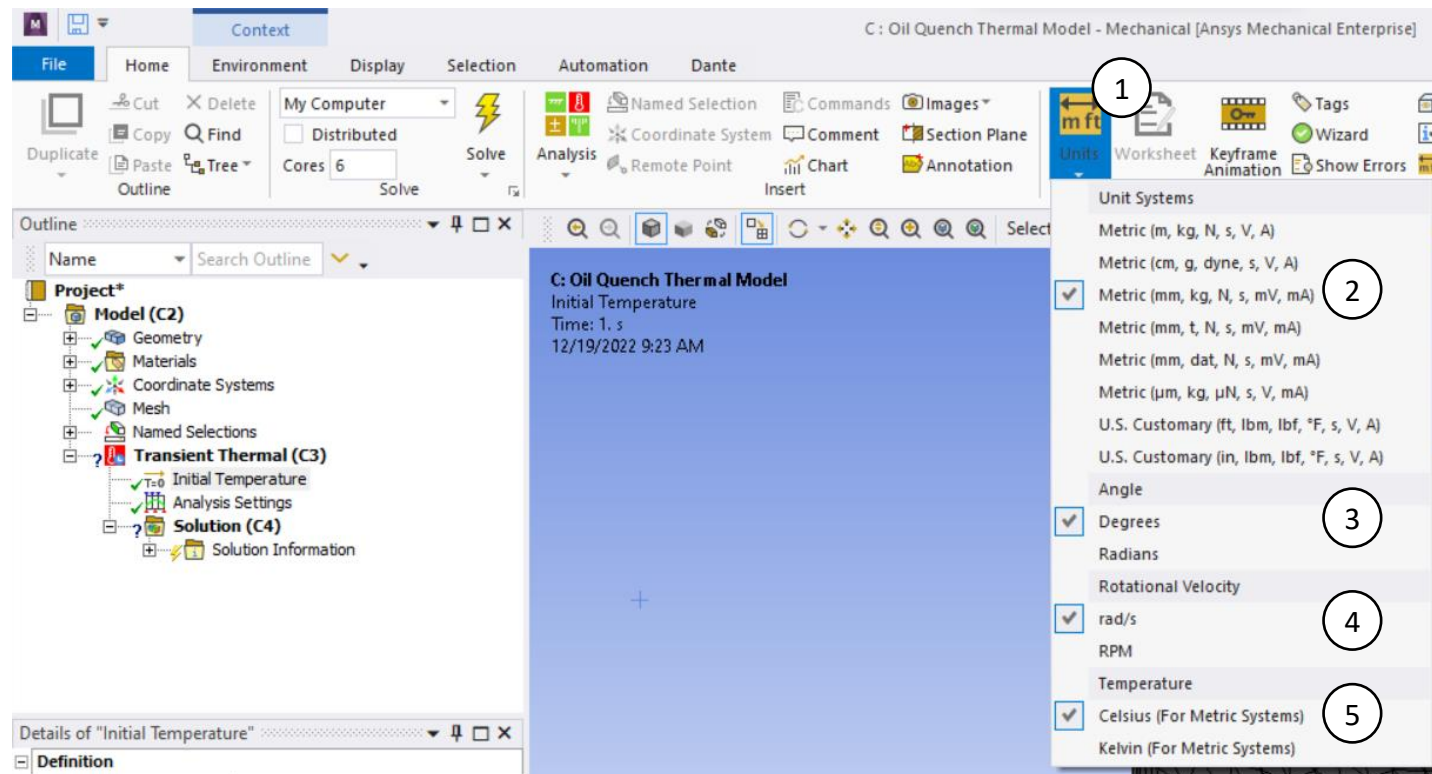 M
Context
C : Oil Quench Thermal Model - Mechanical [Ansys Mechanical Enterprise]
File Home Environment Display Selection Automation Dante
Duplicate
Cut
Copy
Paste
Delete
Find
Tree
Outline
My Computer
Distributed
Cores 6
Solve
Solve
Analysis
Named Selection
Coordinate System
Remote Point
Commands
Comment
Chart
Images
Section Plane
Annotation
Insert
1
m ft
Units
Worksheet
Keyframe
Animation
Tags
Wizard
Show Errors
Outline
Name Search Outline
Project*
Model (C2)
Geometry
Materials
Coordinate Systems
Mesh
Named Selections
Transient Thermal (C3)
T=0 Initial Temperature
Analysis Settings
Solution (C4)
Solution Information
Details of "Initial Temperature"
Definition
Select
C: Oil Quench Thermal Model
Initial Temperature
Time: 1. s
12/19/2022 9:23 AM
Unit Systems
Metric (m, kg, N, s, V, A)
Metric (cm, g, dyne, s, V, A)
Metric (mm, kg, N, s, mV, mA) 2
Metric (mm, t, N, s, mV, mA)
Metric (mm, dat, N, s, mV, mA)
Metric (µm, kg, µN, s, V, mA)
U.S. Customary (ft, lbm, lbf, °F, s, V, A)
U.S. Customary (in, lbm, lbf, °F, s, V, A)
Angle
Degrees 3
Radians
Rotational Velocity
rad/s 4
RPM
Temperature
Celsius (For Metric Systems) 5
Kelvin (For Metric Systems)